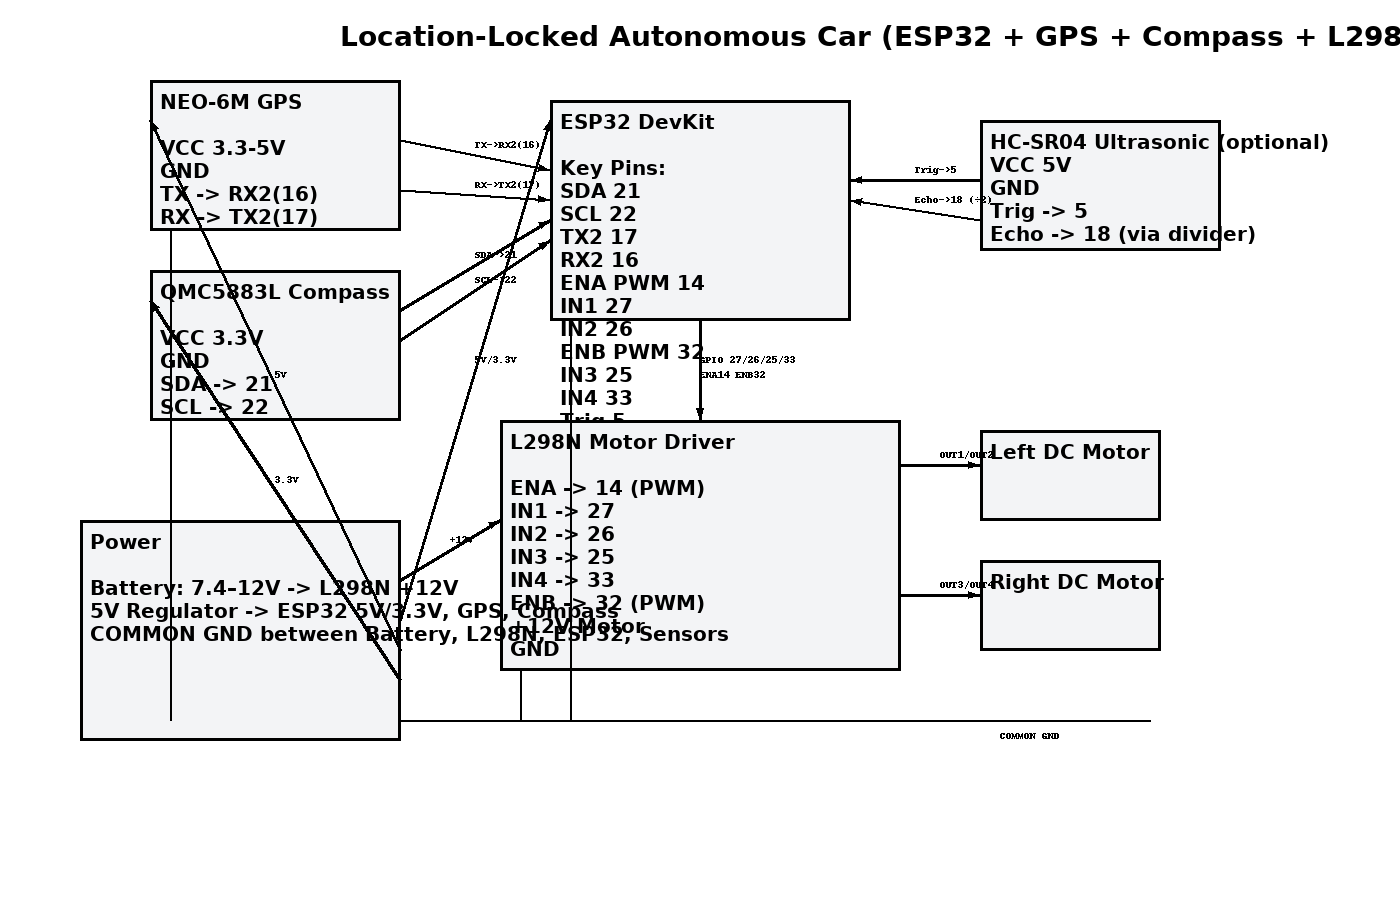 Location-Locked Autonomous Car (ESP32 + GPS + Compass + L298
NEO-6M GPS
VCC 3.3-5V
GND
TX -> RX2(16)
RX -> TX2(17)
TX->RX2(16)
RX->TX2(17)
ESP32 DevKit
Key Pins:
SDA 21
SCL 22
TX2 17
RX2 16
ENA PWM 14
IN1 27
IN2 26
ENB PWM 32
IN3 25
IN4 33
Trig 5
HC-SR04 Ultrasonic (optional)
VCC 5V
GND
Trig -> 5
Echo -> 18 (via divider)
Trig->5
Echo->18 (÷2)
QMC5883L Compass
VCC 3.3V
GND
SDA -> 21
SCL -> 22
SDA->21
SCL->22
5V
5V/3.3V
3.3V
GPIO 27/26/25/33
ENA14 ENB32
L298N Motor Driver
ENA -> 14 (PWM)
IN1 -> 27
IN2 -> 26
IN3 -> 25
IN4 -> 33
ENB -> 32 (PWM)
+12V Motor
GND
OUT1/OUT2
Left DC Motor
OUT3/OUT4
Right DC Motor
Power
Battery: 7.4–12V -> L298N +12V
5V Regulator -> ESP32 5V/3.3V, GPS, Compass
COMMON GND between Battery, L298N, ESP32, Sensors
+12V
COMMON GND